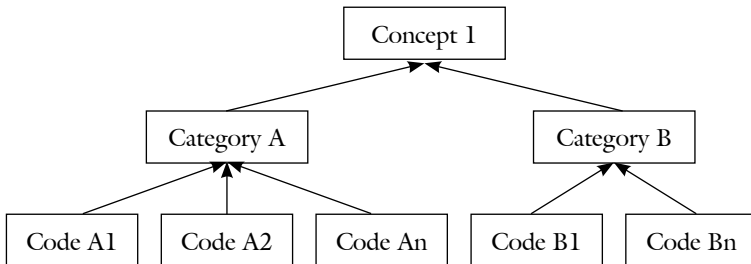 Concept 1
Category A
Category B
Code A1
Code A2
Code An
Code B1
Code Bn